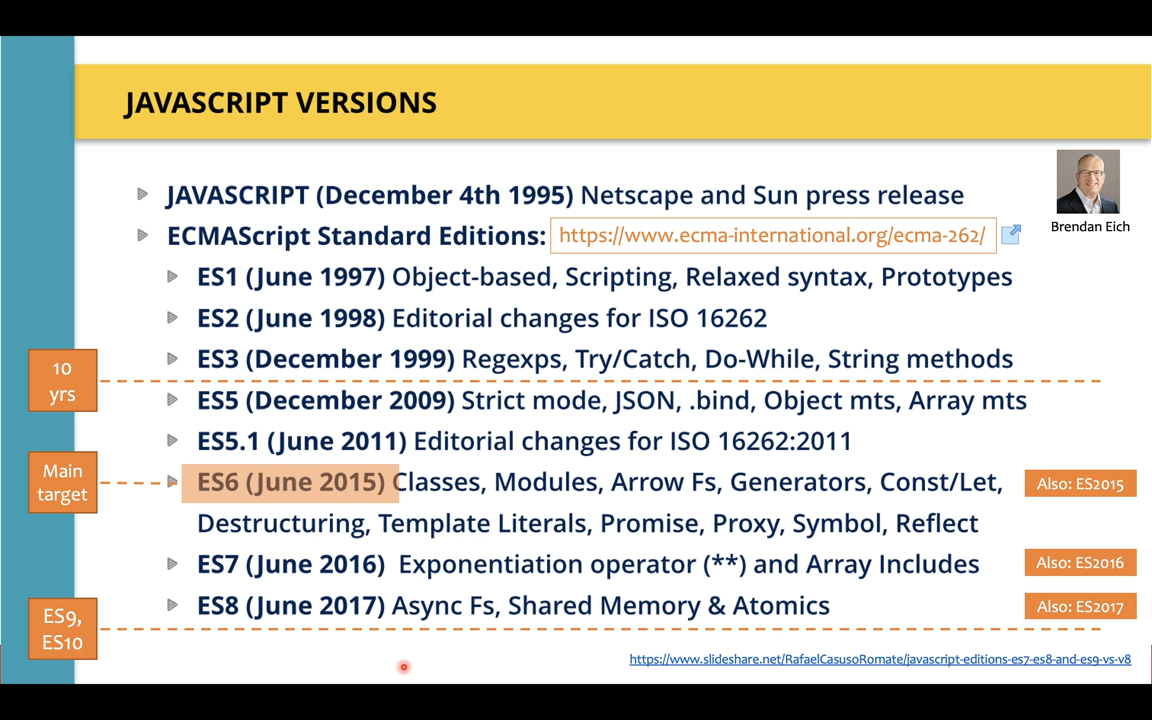 JAVASCRIPT VERSIONS
JAVASCRIPT (December 4th 1995) Netscape and Sun press release
Brendan Eich
ECMAScript Standard Editions: https://www.ecma-international.org/ecma-262/
ES1 (June 1997) Object-based, Scripting, Relaxed syntax, Prototypes
ES2 (June 1998) Editorial changes for ISO 16262
ES3 (December 1999) Regexps, Try/Catch, Do-While, String methods
10
yrs
ES5 (December 2009) Strict mode, JSON, .bind, Object mts, Array mts
ES5.1 (June 2011) Editorial changes for ISO 16262:2011
Main
target
ES6 (June 2015) Classes, Modules, Arrow Fs, Generators, Const/Let,
Also: ES2015
Destructuring, Template Literals, Promise, Proxy, Symbol, Reflect
ES7 (June 2016) Exponentiation operator (**) and Array Includes
Also: ES2016
ES8 (June 2017) Async Fs, Shared Memory & Atomics
Also: ES2017
ES9,
ES10
https://www.slideshare.net/RafaelCasusoRomate/javascript-editions-es7-es8-and-es9-vs-v8